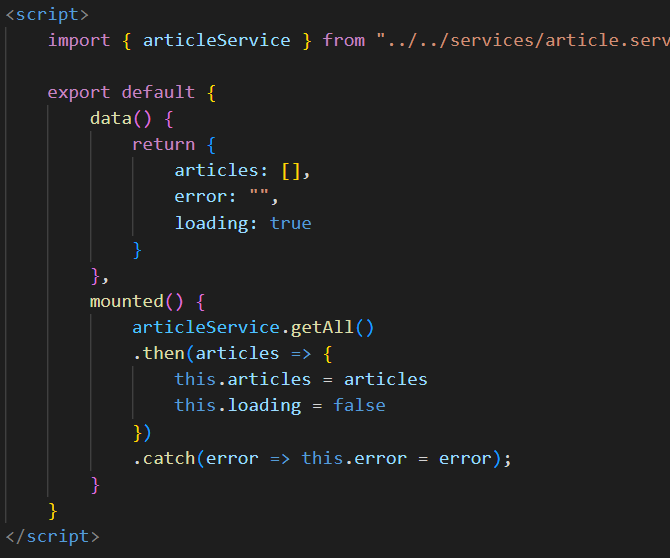 <script>
import { articleService } from "../../services/article.serv
export default {
data() {
return {
articles: [],
error: "",
loading: true
}
},
mounted() {
articleService.getAll()
.then(articles => {
this.articles = articles
this.loading = false
})
.catch(error => this.error = error);
}
}
</script>